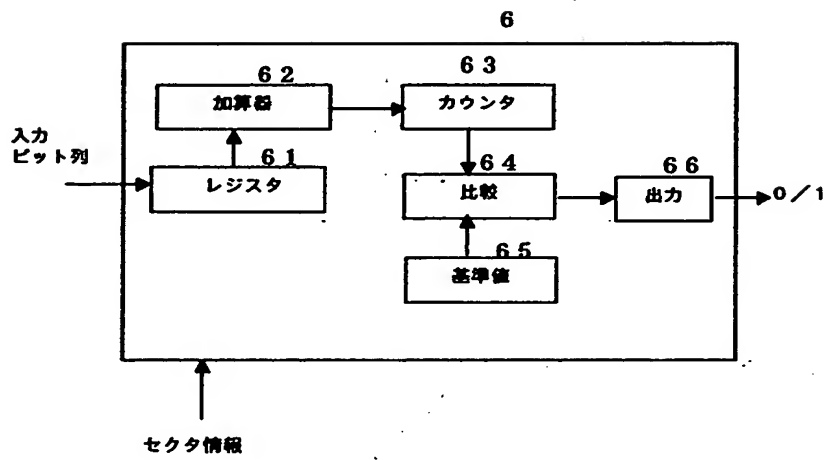 6
62
加算器
63
カウンタ
入力
ビット列
61
レジスタ
64
比較
66
出力
0/1
65
基準値
セクタ情報